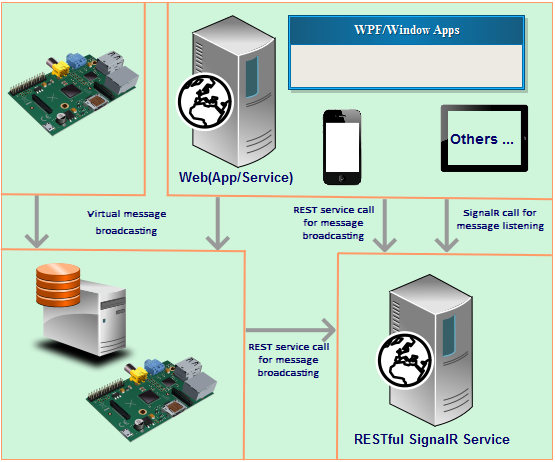 WPF/Window Apps
Others ...
Web(App/Service)
Virtual message
broadcasting
REST service call
for message
broadcasting
SignalR call for
message listening
REST service call
for message
broadcasting
RESTful SignalR Service